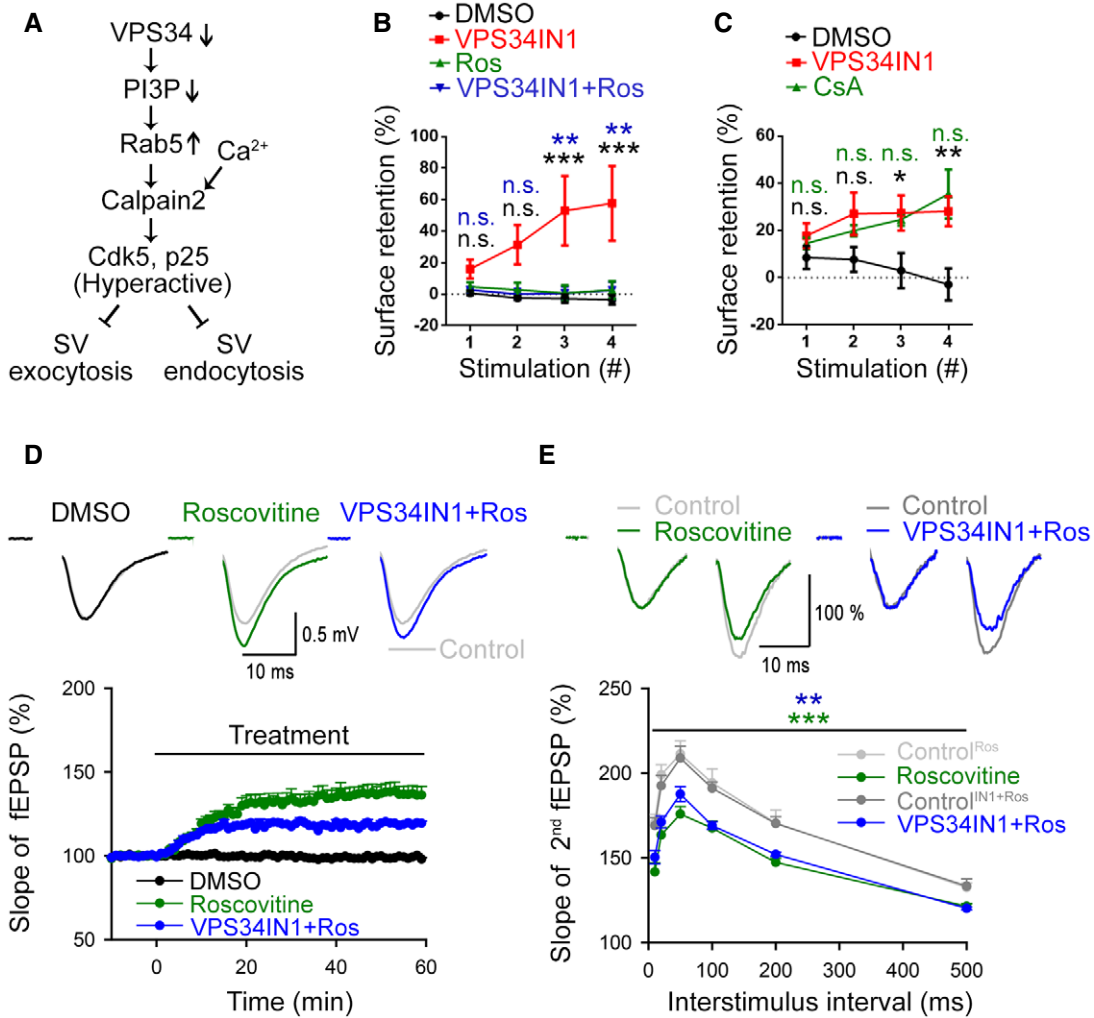 A
VPS34 ↓
PI3P ↓
Rab5 ↑
Ca²⁺
Calpain2
Cdk5, p25
(Hyperactive)
SV
exocytosis
SV
endocytosis
B
DMSO
VPS34IN1
Ros
VPS34IN1+Ros
Surface retention (%)
100
80
60
40
20
0
-20
n.s.
n.s.
n.s.
n.s.
**
***
**
***
1 2 3 4
Stimulation (#)
C
DMSO
VPS34IN1
CsA
Surface retention (%)
60
40
20
0
-20
n.s.
n.s.
n.s.
n.s.
n.s.
*
n.s.
**
1 2 3 4
Stimulation (#)
D
DMSO
Roscovitine
VPS34IN1+Ros
0.5 mV
10 ms
Control
Slope of fEPSP (%)
200
150
100
50
Treatment
DMSO
Roscovitine
VPS34IN1+Ros
0 20 40 60
Time (min)
E
Control
Roscovitine
Control
VPS34IN1+Ros
100 %
10 ms
Slope of 2ⁿᵈ fEPSP (%)
250
200
150
100
**
***
Controlᴿᵒˢ
Roscovitine
Controlᴵᴺ¹⁺ᴿᵒˢ
VPS34IN1+Ros
0 100 200 300 400 500
Interstimulus interval (ms)